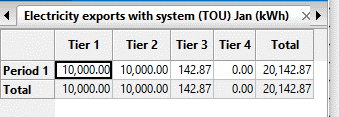 Electricity exports with system (TOU) Jan (kWh)
Tier 1 Tier 2 Tier 3 Tier 4 Total
Period 1 10,000.00 10,000.00 142.87 0.00 20,142.87
Total 10,000.00 10,000.00 142.87 0.00 20,142.87